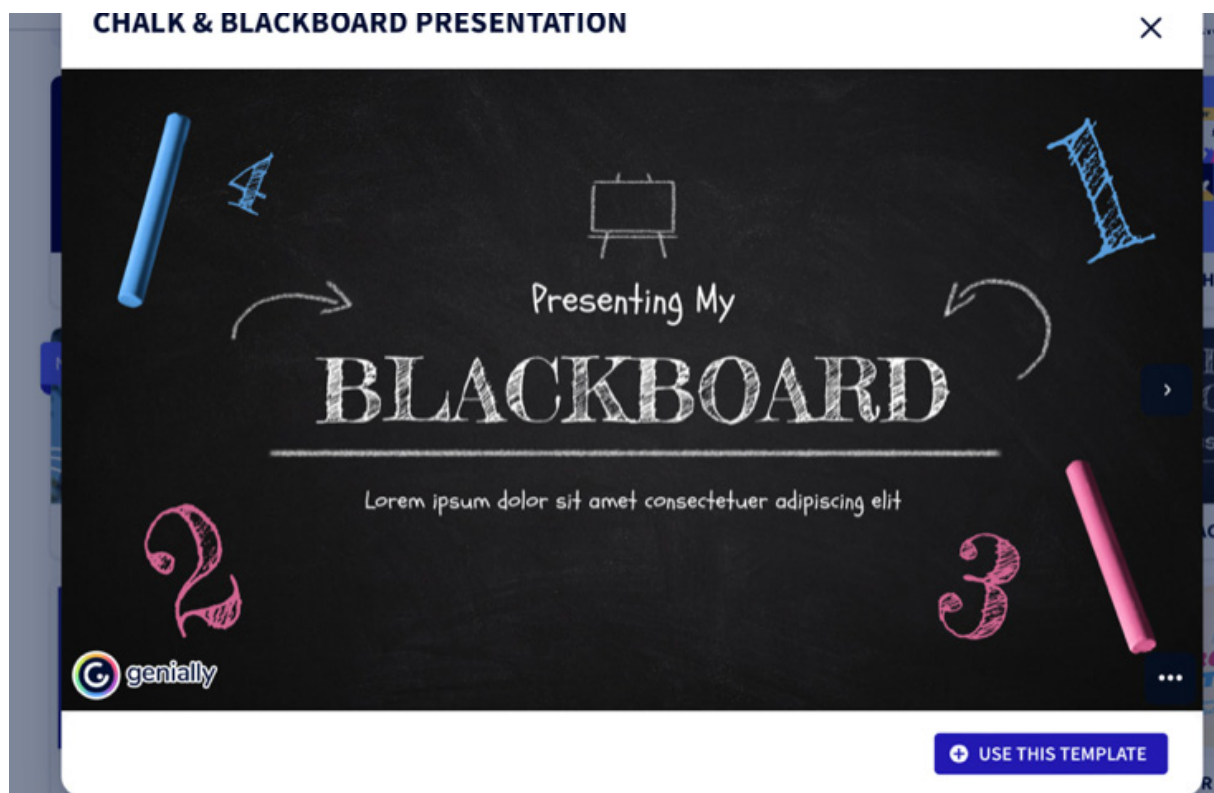 CHALK & BLACKBOARD PRESENTATION
4
1
Presenting My
BLACKBOARD
Lorem ipsum dolor sit amet consectetuer adipiscing elit
2
3
genially
USE THIS TEMPLATE